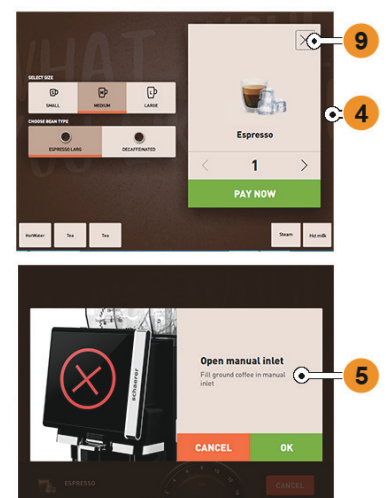 WHAT
SELECT SIZE
S M L
SMALL MEDIUM LARGE
CHOOSE BEAN TYPE
ESPRESSO LARG DECAFFEINATED
9
4
Espresso
1
PAY NOW
HotWater Tea Tea Steam Hot milk
schaerer
Open manual inlet
Fill ground coffee in manual
inlet
5
CANCEL OK
ESPRESSO CANCEL